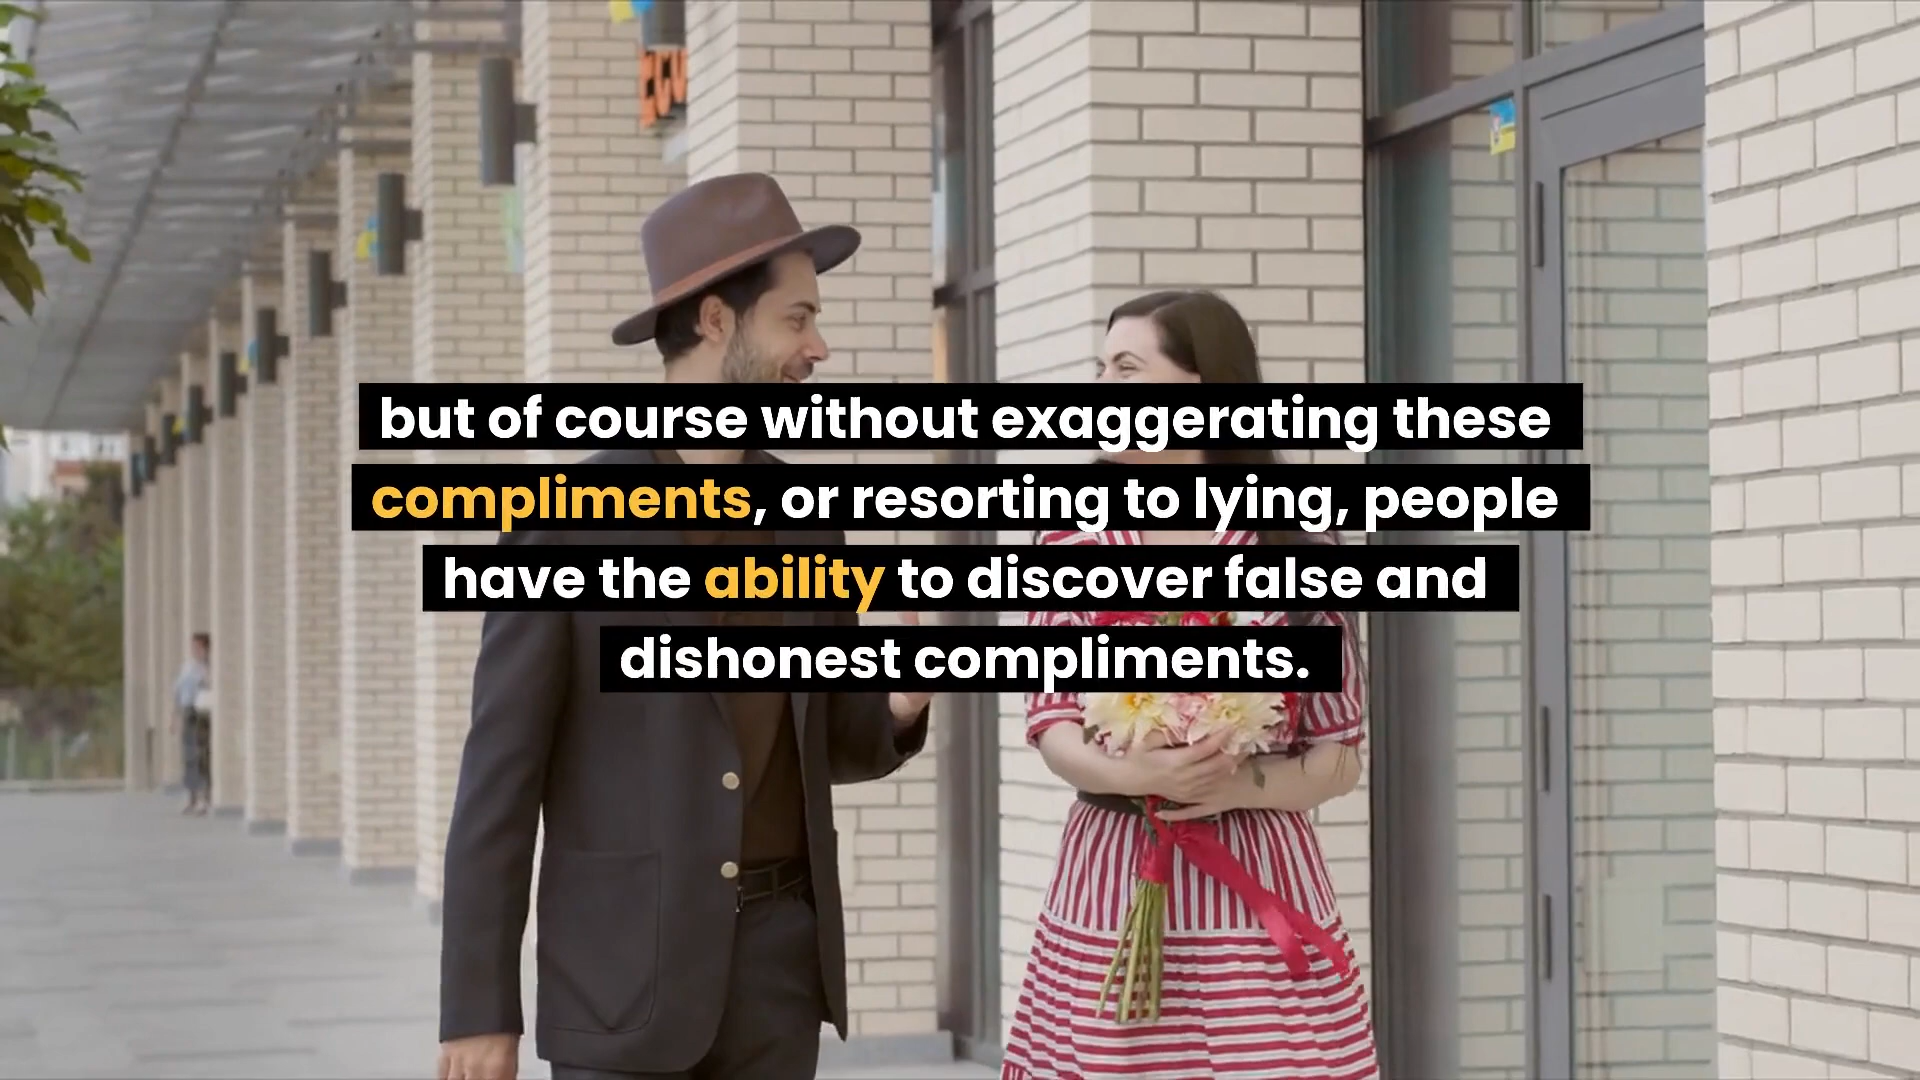 but of course without exaggerating these
compliments, or resorting to lying, people
have the ability to discover false and
dishonest compliments.